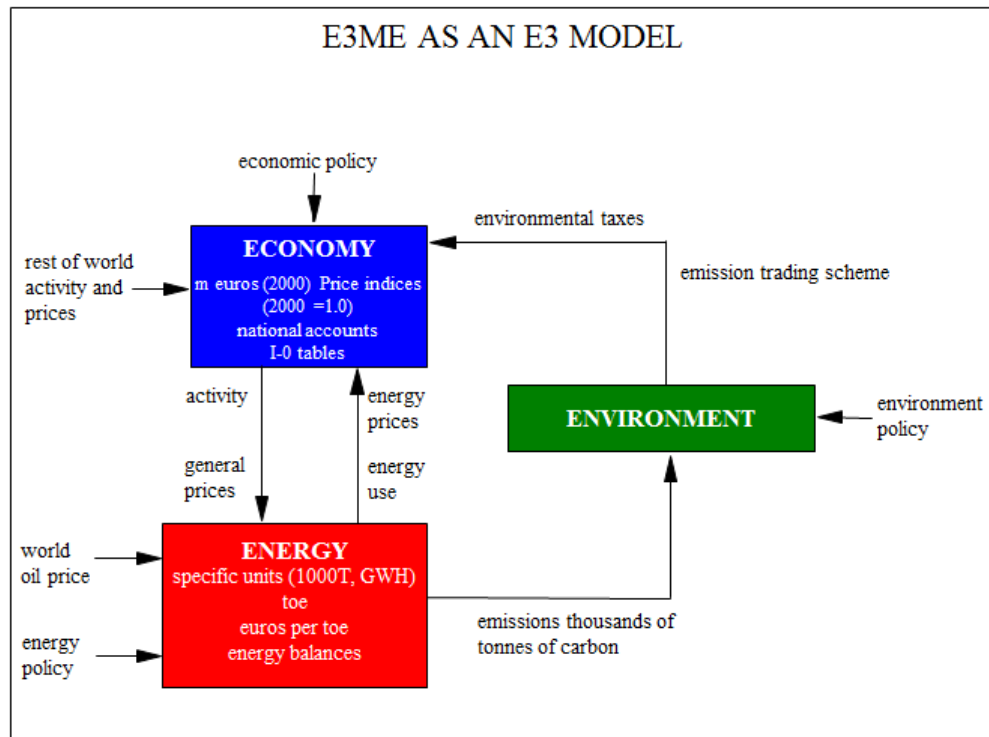 E3ME AS AN E3 MODEL
economic policy
environmental taxes
ECONOMY
m euros (2000) Price indices
(2000 =1.0)
national accounts
I-0 tables
rest of world
activity and
prices
emission trading scheme
activity
energy
prices
general
prices
energy
use
ENVIRONMENT
environment
policy
ENERGY
specific units (1000T, GWH)
toe
euros per toe
energy balances
world
oil price
energy
policy
emissions thousands of
tonnes of carbon